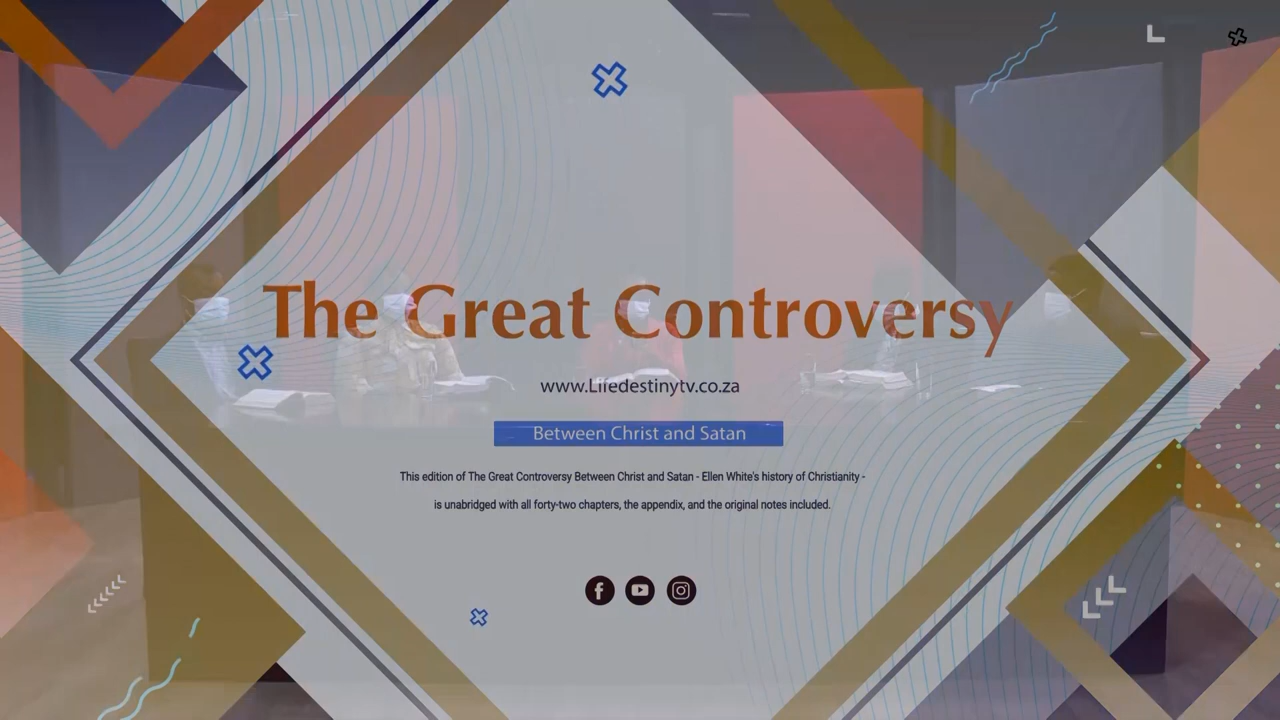 The Great Controversy
www.Lifedestinytv.co.za
Between Christ and Satan
This edition of The Great Controversy Between Christ and Satan - Ellen White's history of Christianity -
is unabridged with all forty-two chapters, the appendix, and the original notes included.